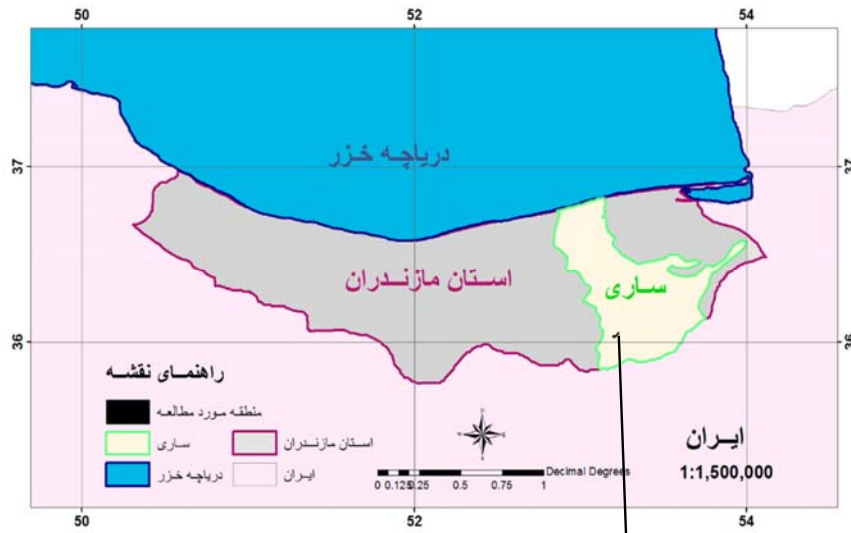 50 52 54
37 37
دریاچه خزر
استان مازندران
ساری
36 36
راهنمای نقشه
منطقه مورد مطالعه
ساری
استان مازندران
دریاچه خزر
ایران
ایران
1:1,500,000
Decimal Degrees
0 0.125 0.25 0.5 0.75 1
50 52 54